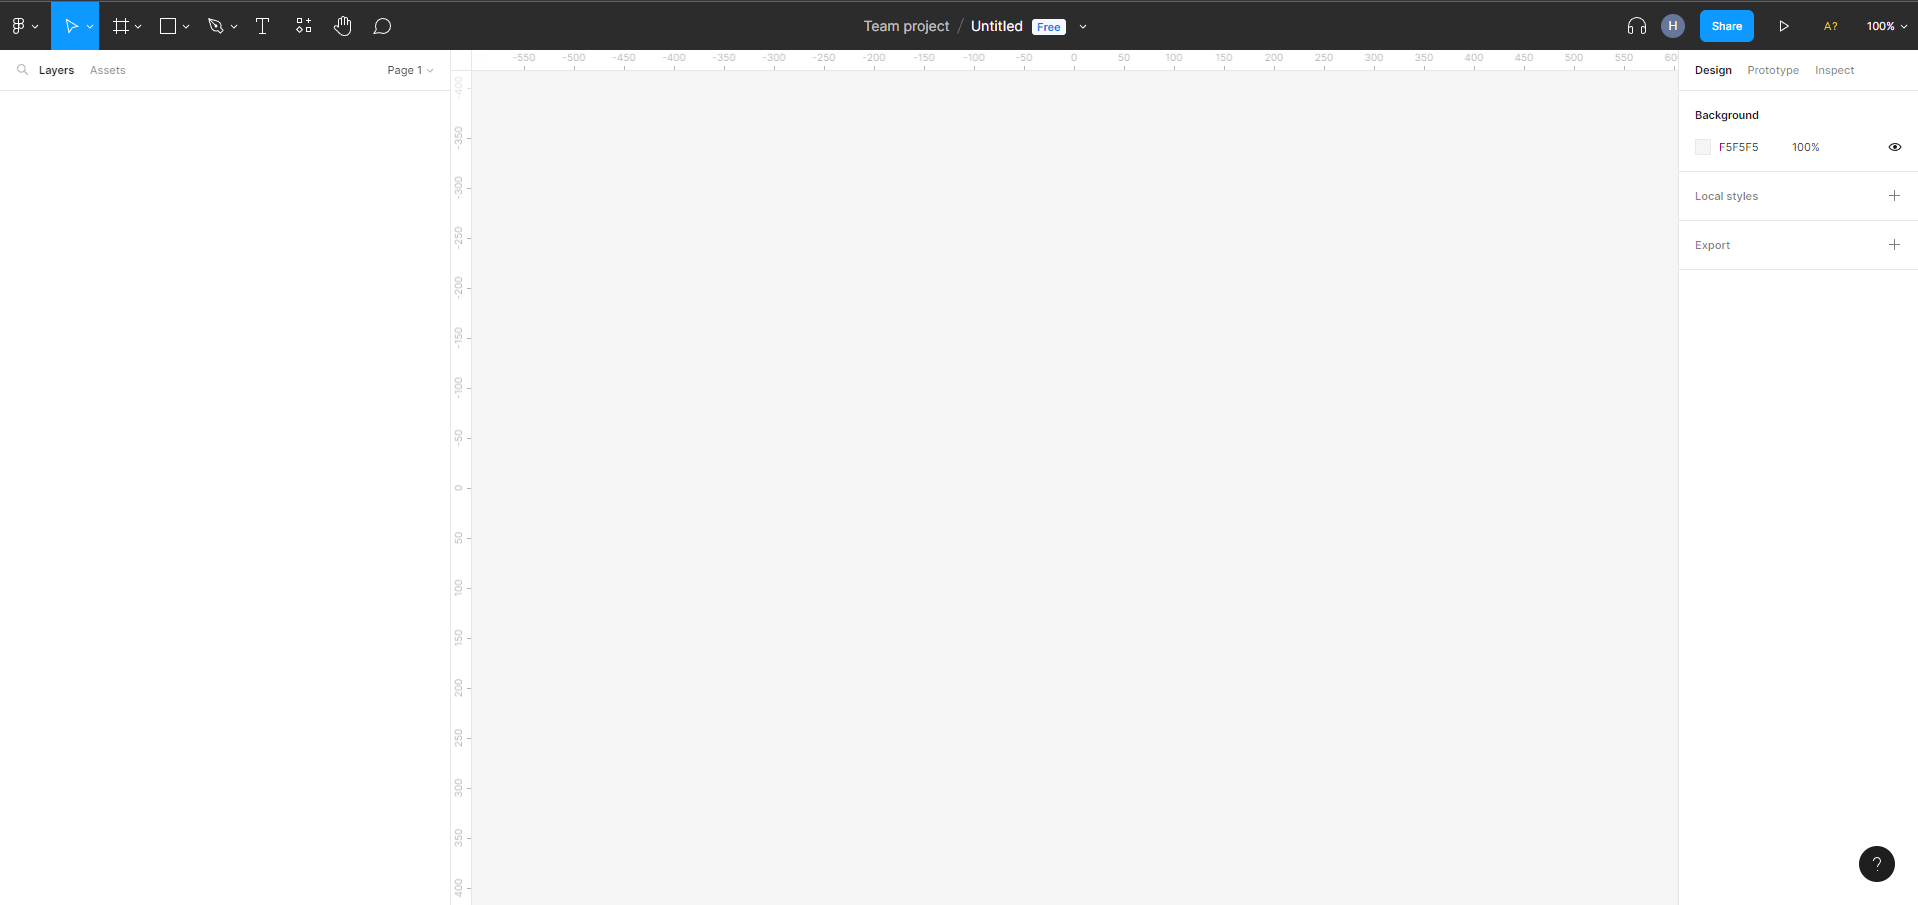 Team project / Untitled Free
H Share A? 100%
Layers Assets Page 1
-550 -500 -450 -400 -350 -300 -250 -200 -150 -100 -50 0 50 100 150 200 250 300 350 400 450 500 550 60
-400
-350
-300
-250
-200
-150
-100
-50
0
50
100
150
200
250
300
350
400
Design Prototype Inspect
Background
F5F5F5 100%
Local styles
Export
?